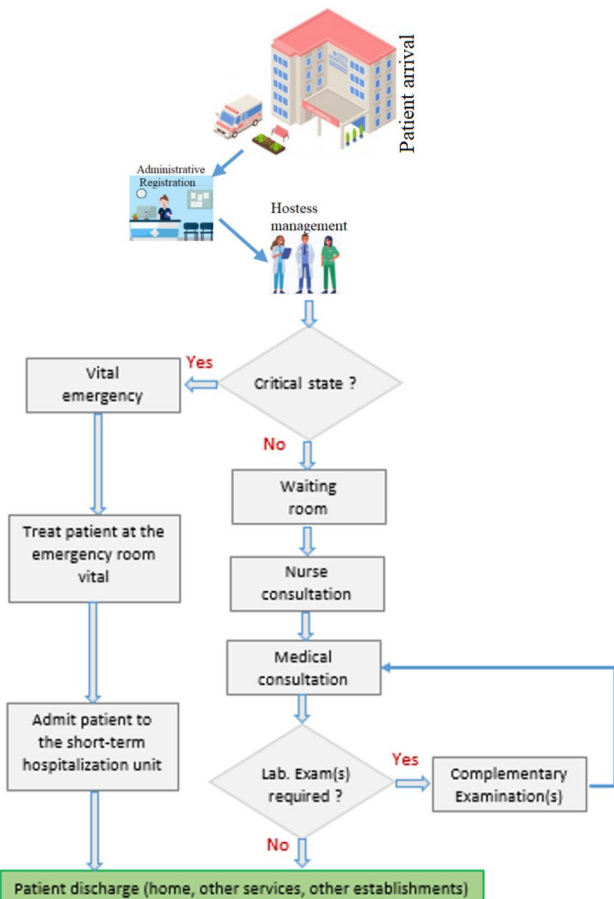 Patient arrival
Administrative
Registration
Hostess
management
Critical state ?
Yes
Vital
emergency
No
Waiting
room
Treat patient at the
emergency room
vital
Nurse
consultation
Medical
consultation
Admit patient to
the short-term
hospitalization unit
Lab. Exam(s)
required ?
Yes
Complementary
Examination(s)
No
Patient discharge (home, other services, other establishments)